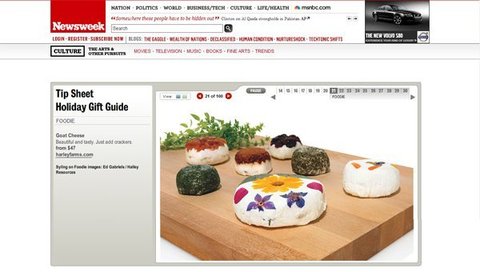 Newsweek
NATION · POLITICS · WORLD · BUSINESS/TECH · CULTURE · LIFE/HEALTH · msnbc.com
"Somewhere these people have to be hidden out" Clinton on Al Qaeda strongholds in Pakistan AP
Search
LOGIN · REGISTER · SUBSCRIBE NOW BLOGS: THE GAGGLE · WEALTH OF NATIONS · DECLASSIFIED · HUMAN CONDITION · NURTURESHOCK · TECHTONIC SHIFTS
THE NEW VOLVO S80
CULTURE THE ARTS & OTHER PURSUITS MOVIES · TELEVISION · MUSIC · BOOKS · FINE ARTS · TRENDS
Tip Sheet
Holiday Gift Guide
FOODIE
Goat Cheese
Beautiful and tasty. Just add crackers.
from $47
harleyfarms.com
Styling on Foodie images: Ed Gabriels / Halley
Resources
View
21 of 100
PAUSE
14 15 16 17 18 19 20 21 22 23 24 25 26 27 28 29 30
FOODIE